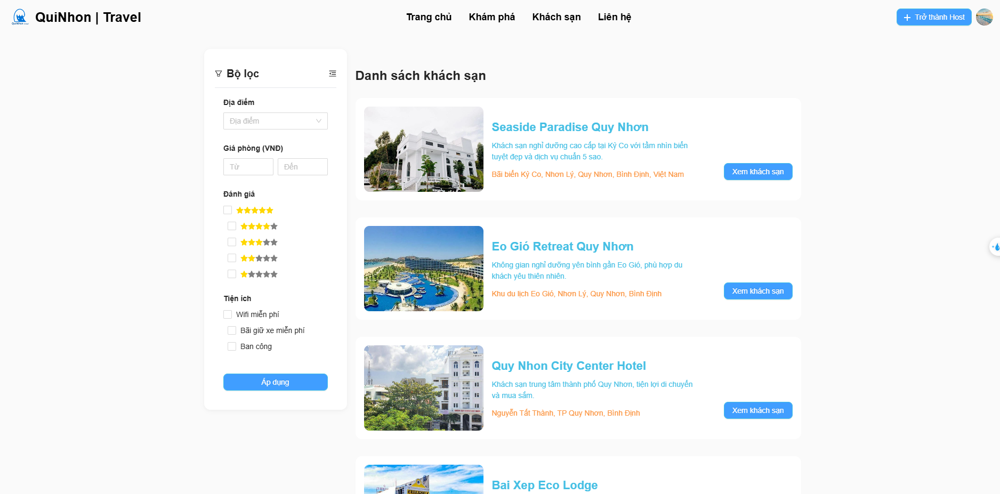 QuiNhon | Travel
Trang chủ
Khám phá
Khách sạn
Liên hệ
Trở thành Host
Bộ lọc
Địa điểm
Địa điểm
Giá phòng (VNĐ)
Từ
Đến
Đánh giá
Tiện ích
Wifi miễn phí
Bãi giữ xe miễn phí
Ban công
Áp dụng
Danh sách khách sạn
Seaside Paradise Quy Nhơn
Khách sạn nghỉ dưỡng cao cấp tại Kỳ Co với tầm nhìn biển
tuyệt đẹp và dịch vụ chuẩn 5 sao.
Bãi biển Kỳ Co, Nhơn Lý, Quy Nhơn, Bình Định, Việt Nam
Xem khách sạn
Eo Gió Retreat Quy Nhơn
Không gian nghỉ dưỡng yên bình gần Eo Gió, phù hợp du
khách yêu thiên nhiên.
Khu du lịch Eo Gió, Nhơn Lý, Quy Nhơn, Bình Định
Xem khách sạn
Quy Nhon City Center Hotel
Khách sạn trung tâm thành phố Quy Nhơn, tiện lợi di chuyển
và mua sắm.
Nguyễn Tất Thành, TP Quy Nhơn, Bình Định
Xem khách sạn
Bai Xep Eco Lodge